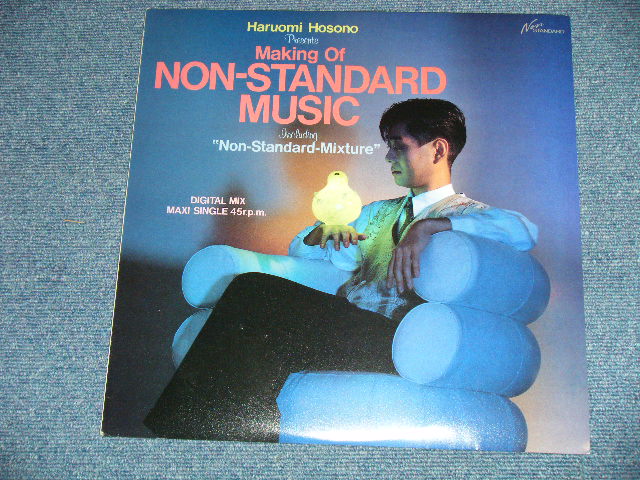 Haruomi Hosono
Presents
Making Of
NON-STANDARD
MUSIC
Including
"Non-Standard-Mixture"
DIGITAL MIX
MAXI SINGLE 45r.p.m.
Non
STANDARD